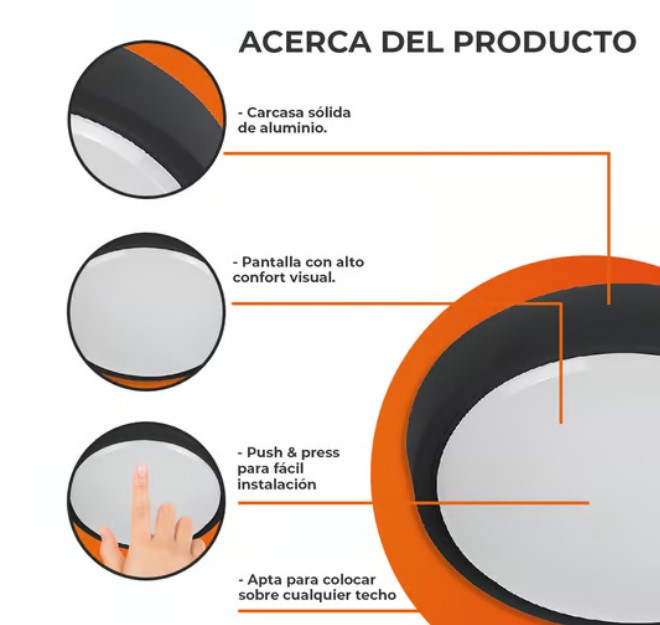 ACERCA DEL PRODUCTO
- Carcasa sólida
de aluminio.
- Pantalla con alto
confort visual.
- Push & press
para fácil
instalación
- Apta para colocar
sobre cualquier techo